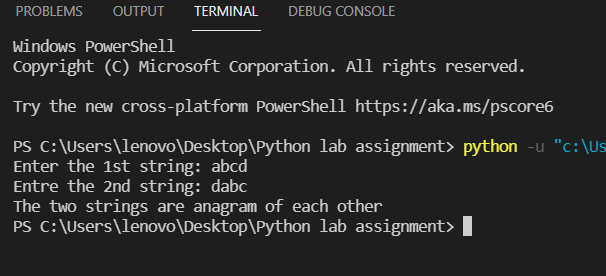 PROBLEMS OUTPUT TERMINAL DEBUG CONSOLE
Windows PowerShell
Copyright (C) Microsoft Corporation. All rights reserved.
Try the new cross-platform PowerShell https://aka.ms/pscore6
PS C:\Users\lenovo\Desktop\Python lab assignment> python -u "c:\Us
Enter the 1st string: abcd
Entre the 2nd string: dabc
The two strings are anagram of each other
PS C:\Users\lenovo\Desktop\Python lab assignment>